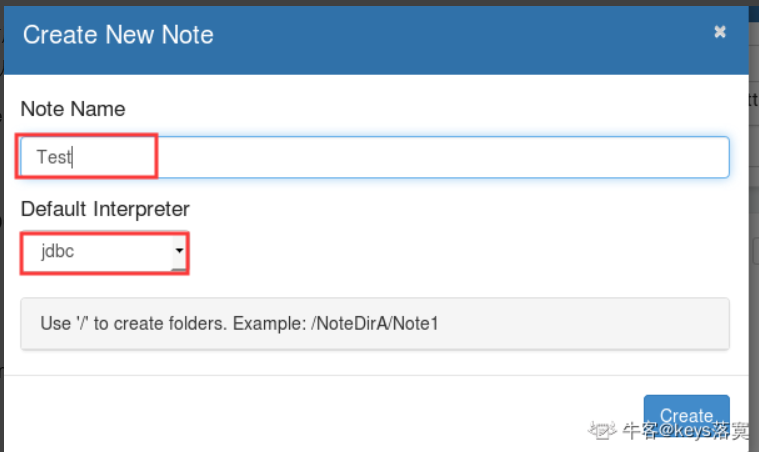 Create New Note
×
Note Name
Test
Default Interpreter
jdbc
Use '/' to create folders. Example: /NoteDirA/Note1
Create
牛客@keys落寞
tt